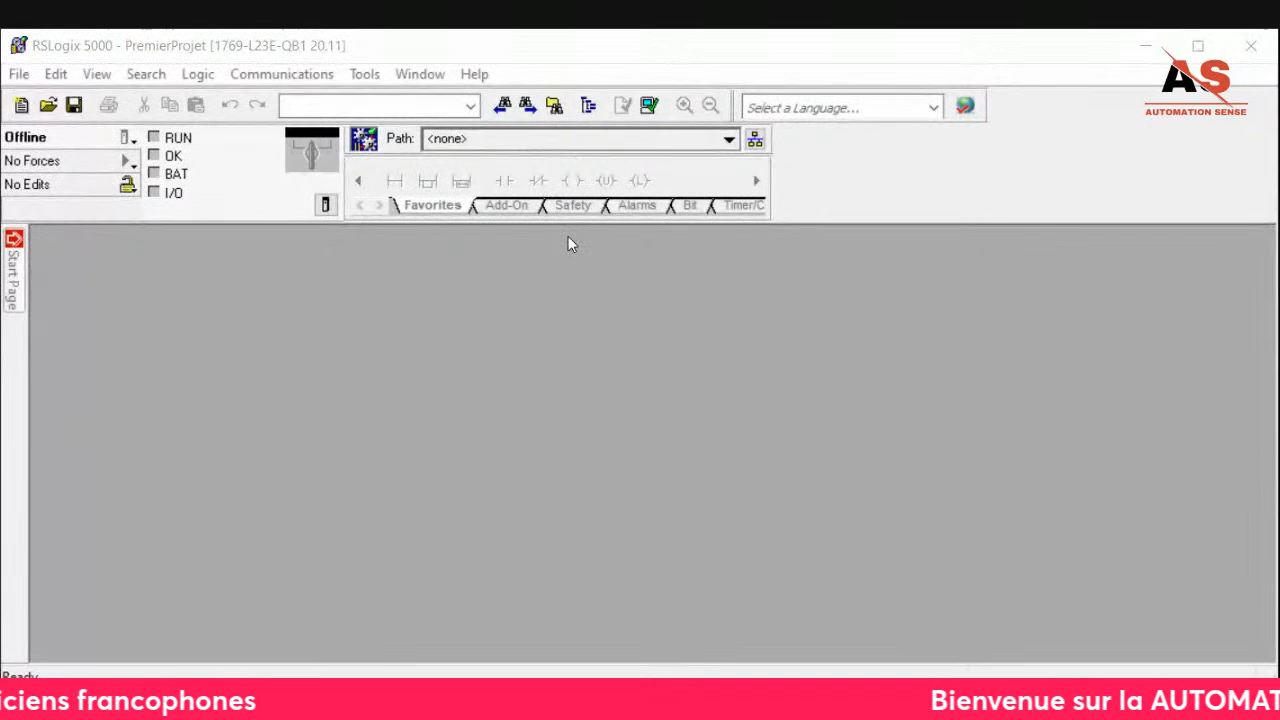 RSLogix 5000 - PremierProjet [1769-L23E-QB1 20.11]
File Edit View Search Logic Communications Tools Window Help
AS
AUTOMATION SENSE
Select a Language...
Offline
RUN
Path: <none>
No Forces
OK
No Edits
BAT
I/O
Favorites Add-On Safety Alarms Bit Timer/C
Start Page
Ready
iciens francophones
Bienvenue sur la AUTOMAT